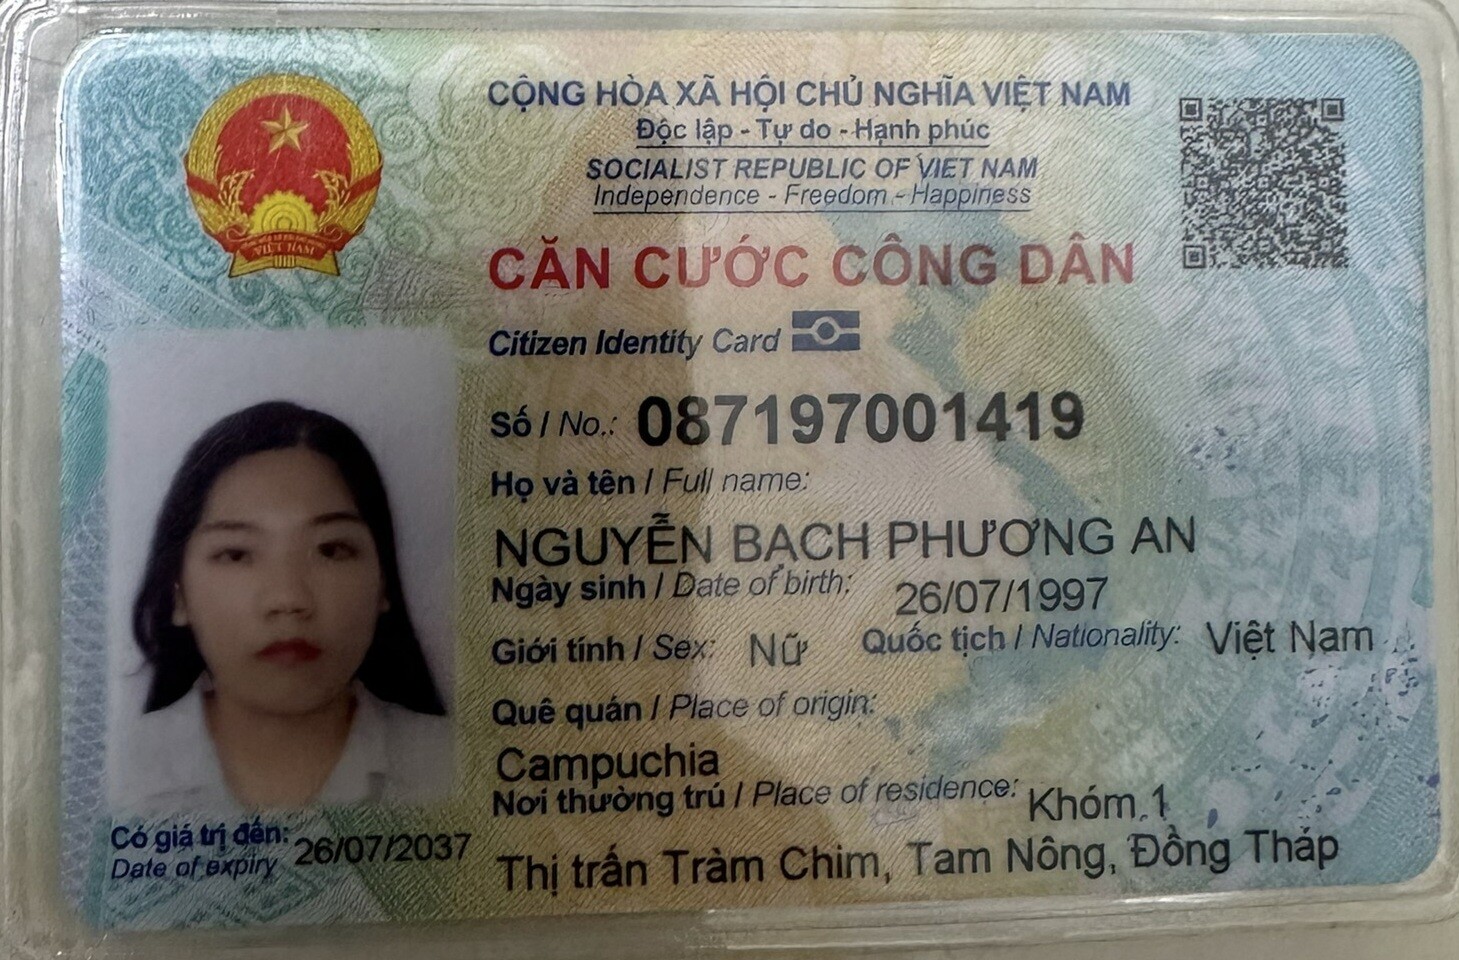 CỘNG HÒA XÃ HỘI CHỦ NGHĨA VIỆT NAM
Độc lập - Tự do - Hạnh phúc
SOCIALIST REPUBLIC OF VIET NAM
Independence - Freedom - Happiness
CĂN CƯỚC CÔNG DÂN
Citizen Identity Card
Số / No.: 087197001419
Họ và tên / Full name:
NGUYỄN BẠCH PHƯƠNG AN
Ngày sinh / Date of birth: 26/07/1997
Giới tính / Sex: Nữ Quốc tịch / Nationality: Việt Nam
Quê quán / Place of origin:
Campuchia
Nơi thường trú / Place of residence: Khóm 1
Thị trấn Tràm Chim, Tam Nông, Đồng Tháp
Có giá trị đến: 26/07/2037
Date of expiry
VIỆT NAM